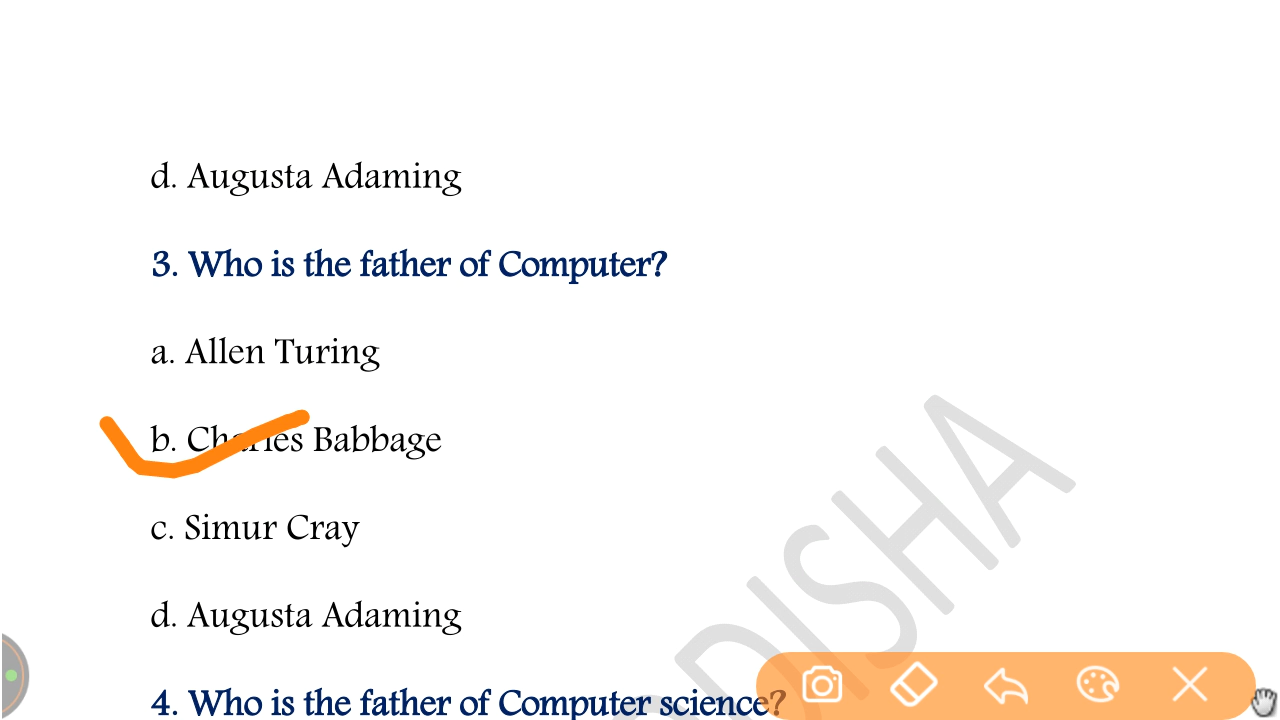 d. Augusta Adaming
3. Who is the father of Computer?
a. Allen Turing
b. Charles Babbage
c. Simur Cray
d. Augusta Adaming
4. Who is the father of Computer science?
DISHA